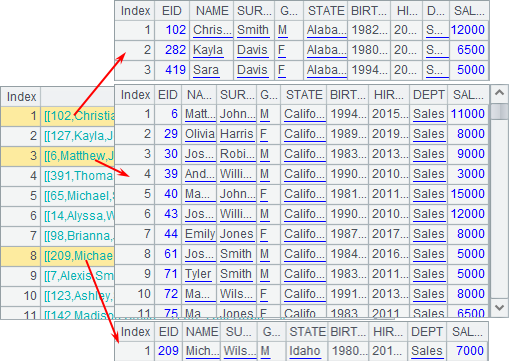 Index EID NAME SUR... G... STATE BIRT... HI... D... SAL...
1 102 Chris... Smith M Alaba... 1982... 20... S... 12000
2 282 Kayla Davis F Alaba... 1980... 20... S... 6500
3 419 Sara Davis F Alaba... 1994... 20... S... 5000
Index
1 [[102,Christia
2 [[127,Kayla,J
3 [[6,Matthew,J
4 [[391,Thoma
5 [[65,Michael,S
6 [[14,Alyssa,W
7 [[98,Brianna,
8 [[209,Michae
9 [[7,Alexis,Sm
10 [[123,Ashley,
11 [[142,Madiso
Index EID NA... SUR... G... STATE BIRT... HIR... DEPT SAL...
1 6 Matt... John... M Califo... 1994... 2015... Sales 11000
2 29 Olivia Harris F Califo... 1989... 2019... Sales 8000
3 30 Jos... Robi... M Califo... 1983... 2013... Sales 9000
4 39 And... Willi... M Califo... 1990... 2010... Sales 3000
5 40 Ma... John... F Califo... 1981... 2011... Sales 15000
6 43 Jos... Willi... M Califo... 1990... 2010... Sales 12000
7 44 Emily Jones F Califo... 1987... 2017... Sales 3000
8 61 Jos... Smith M Califo... 1984... 2016... Sales 5000
9 71 Tyler Smith M Califo... 1983... 2011... Sales 5000
10 72 Ma... Wils... M Califo... 1991... 2013... Sales 8000
11 75 Ma... Jones F Califo... 1983... 2011... Sales 6500
Index EID NAME SU... G... STATE BIRT... HIR... DEPT SAL...
1 209 Mich... Wils... M Idaho 1980... 201... Sales 7000